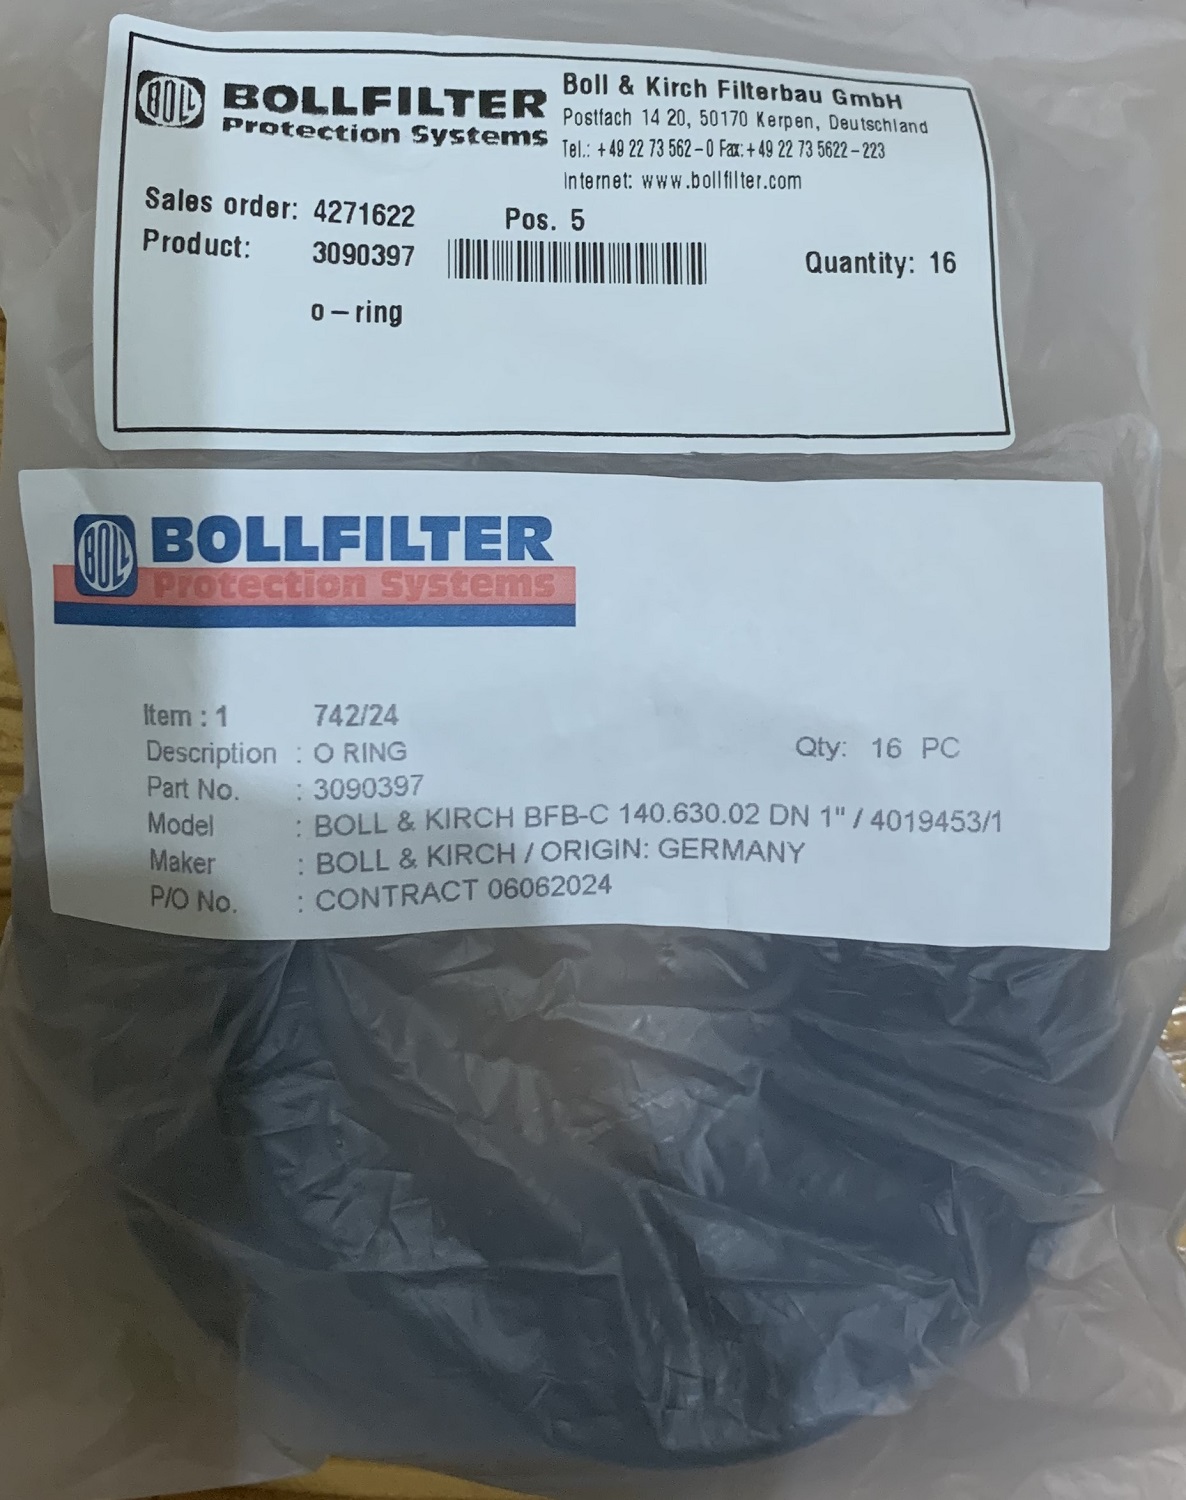 BOLL
BOLLFILTER
Protection Systems
Boll & Kirch Filterbau GmbH
Postfach 14 20, 50170 Kerpen, Deutschland
Tel.: +49 22 73 562-0 Fax:+49 22 73 5622-223
Internet: www.bollfilter.com
Sales order: 4271622 Pos. 5
Product: 3090397 Quantity: 16
o-ring
BOLL
BOLLFILTER
Protection Systems
Item : 1 742/24
Description : O RING Qty: 16 PC
Part No. : 3090397
Model : BOLL & KIRCH BFB-C 140.630.02 DN 1" / 4019453/1
Maker : BOLL & KIRCH / ORIGIN: GERMANY
P/O No. : CONTRACT 06062024